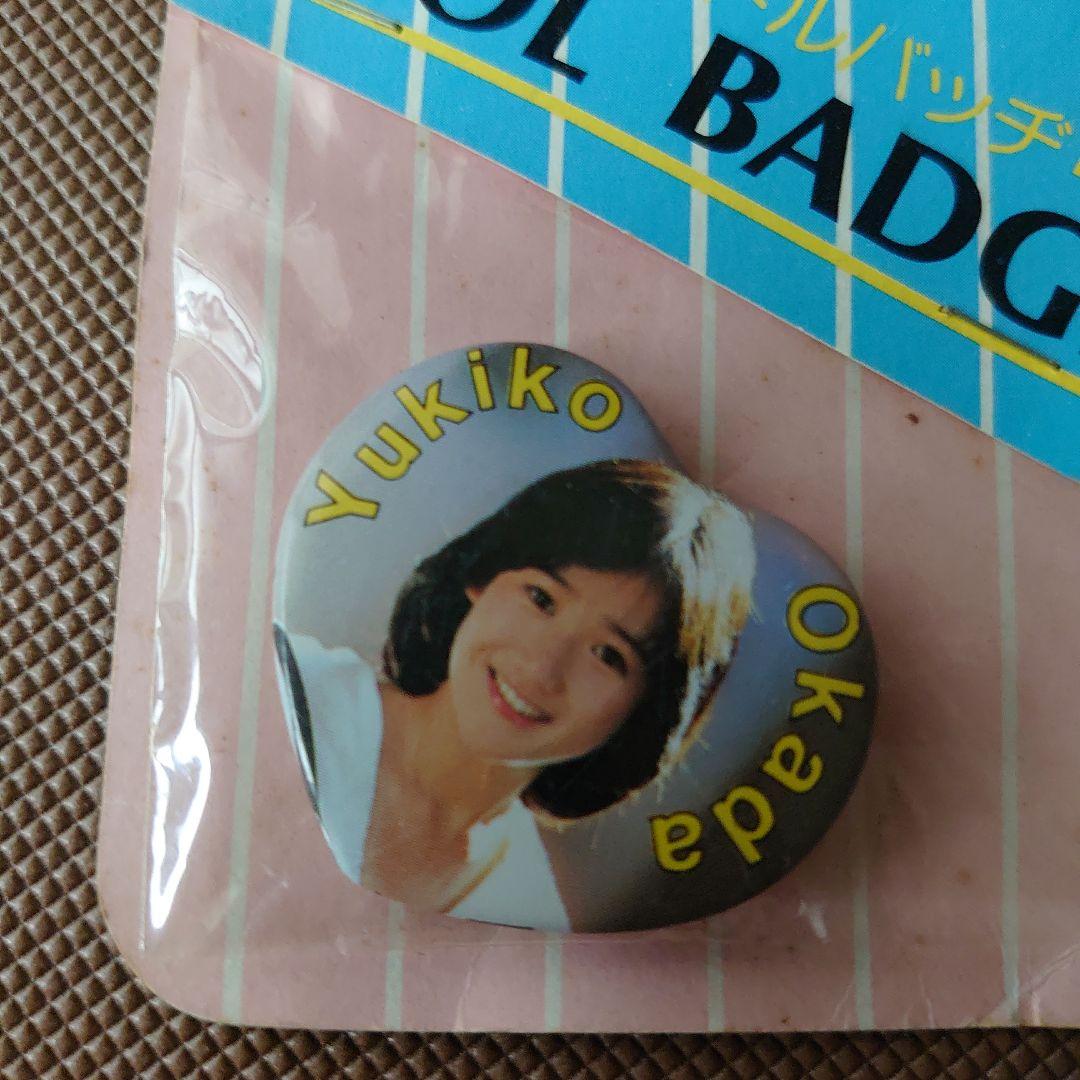 ルバッヂ
OL BADG
Yukiko
Okada